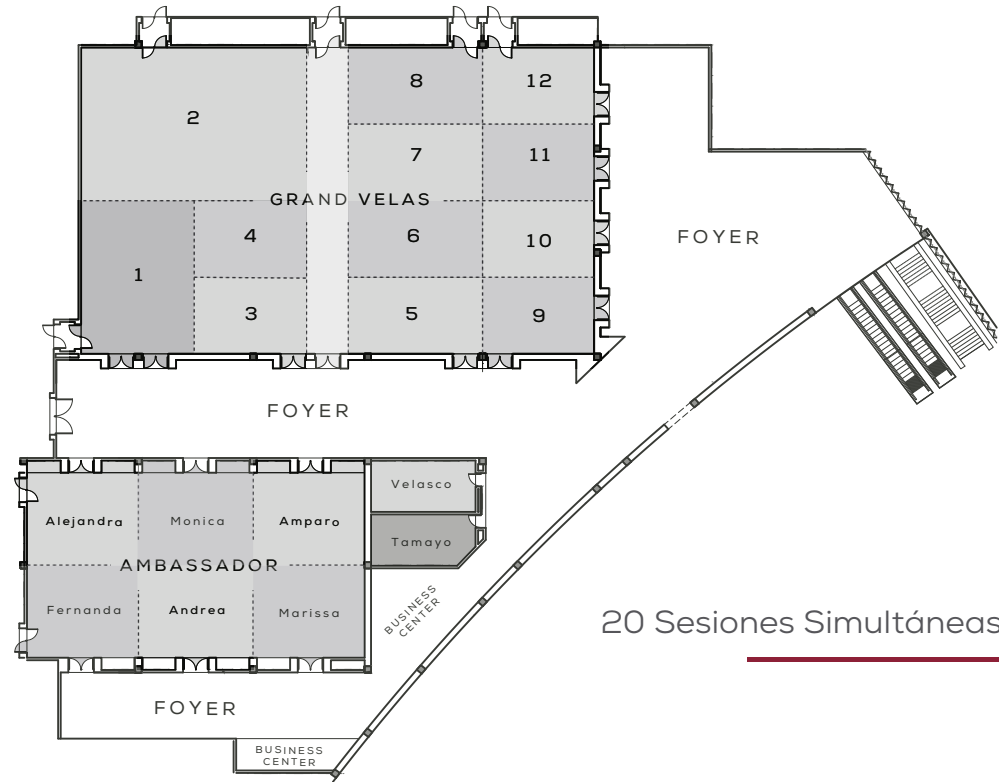 8
12
2
7
11
GRAND VELAS
4
6
10
FOYER
1
3
5
9
FOYER
Velasco
Alejandra
Monica
Amparo
Tamayo
AMBASSADOR
Fernanda
Andrea
Marissa
BUSINESS
CENTER
20 Sesiones Simultáneas
FOYER
BUSINESS
CENTER